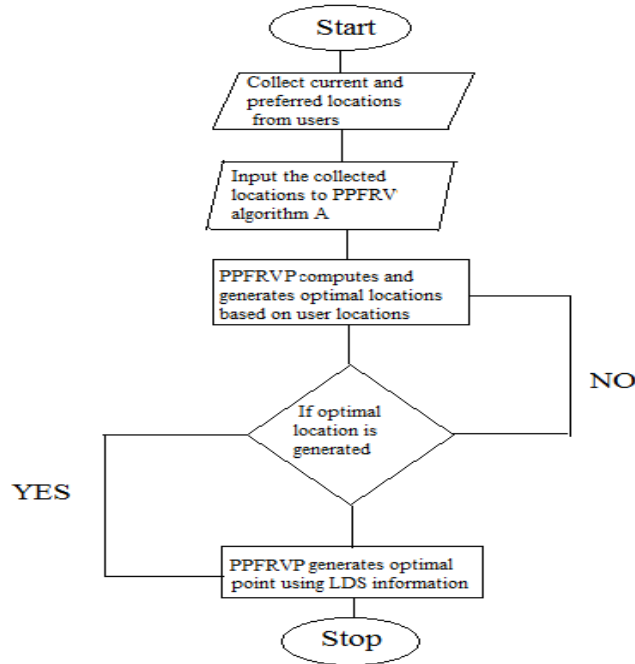 Start
Collect current and
preferred locations
from users
Input the collected
locations to PPFRV
algorithm A
PPFRVP computes and
generates optimal locations
based on user locations
NO
If optimal
location is
generated
YES
PPFRVP generates optimal
point using LDS information
Stop